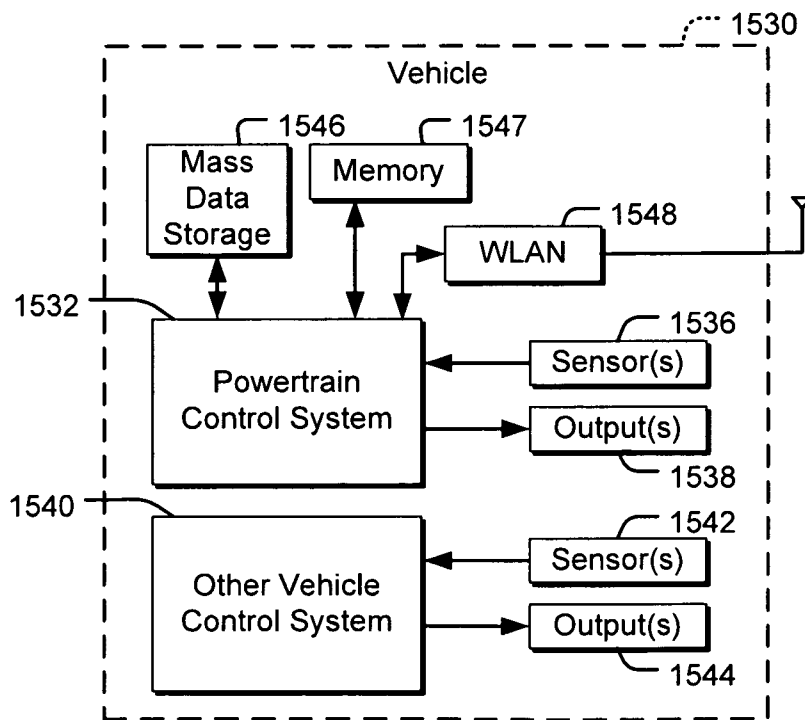 1530
Vehicle
1546
1547
Mass
Data
Storage
Memory
1548
WLAN
1532
1536
Powertrain
Control System
Sensor(s)
Output(s)
1538
1540
1542
Other Vehicle
Control System
Sensor(s)
Output(s)
1544